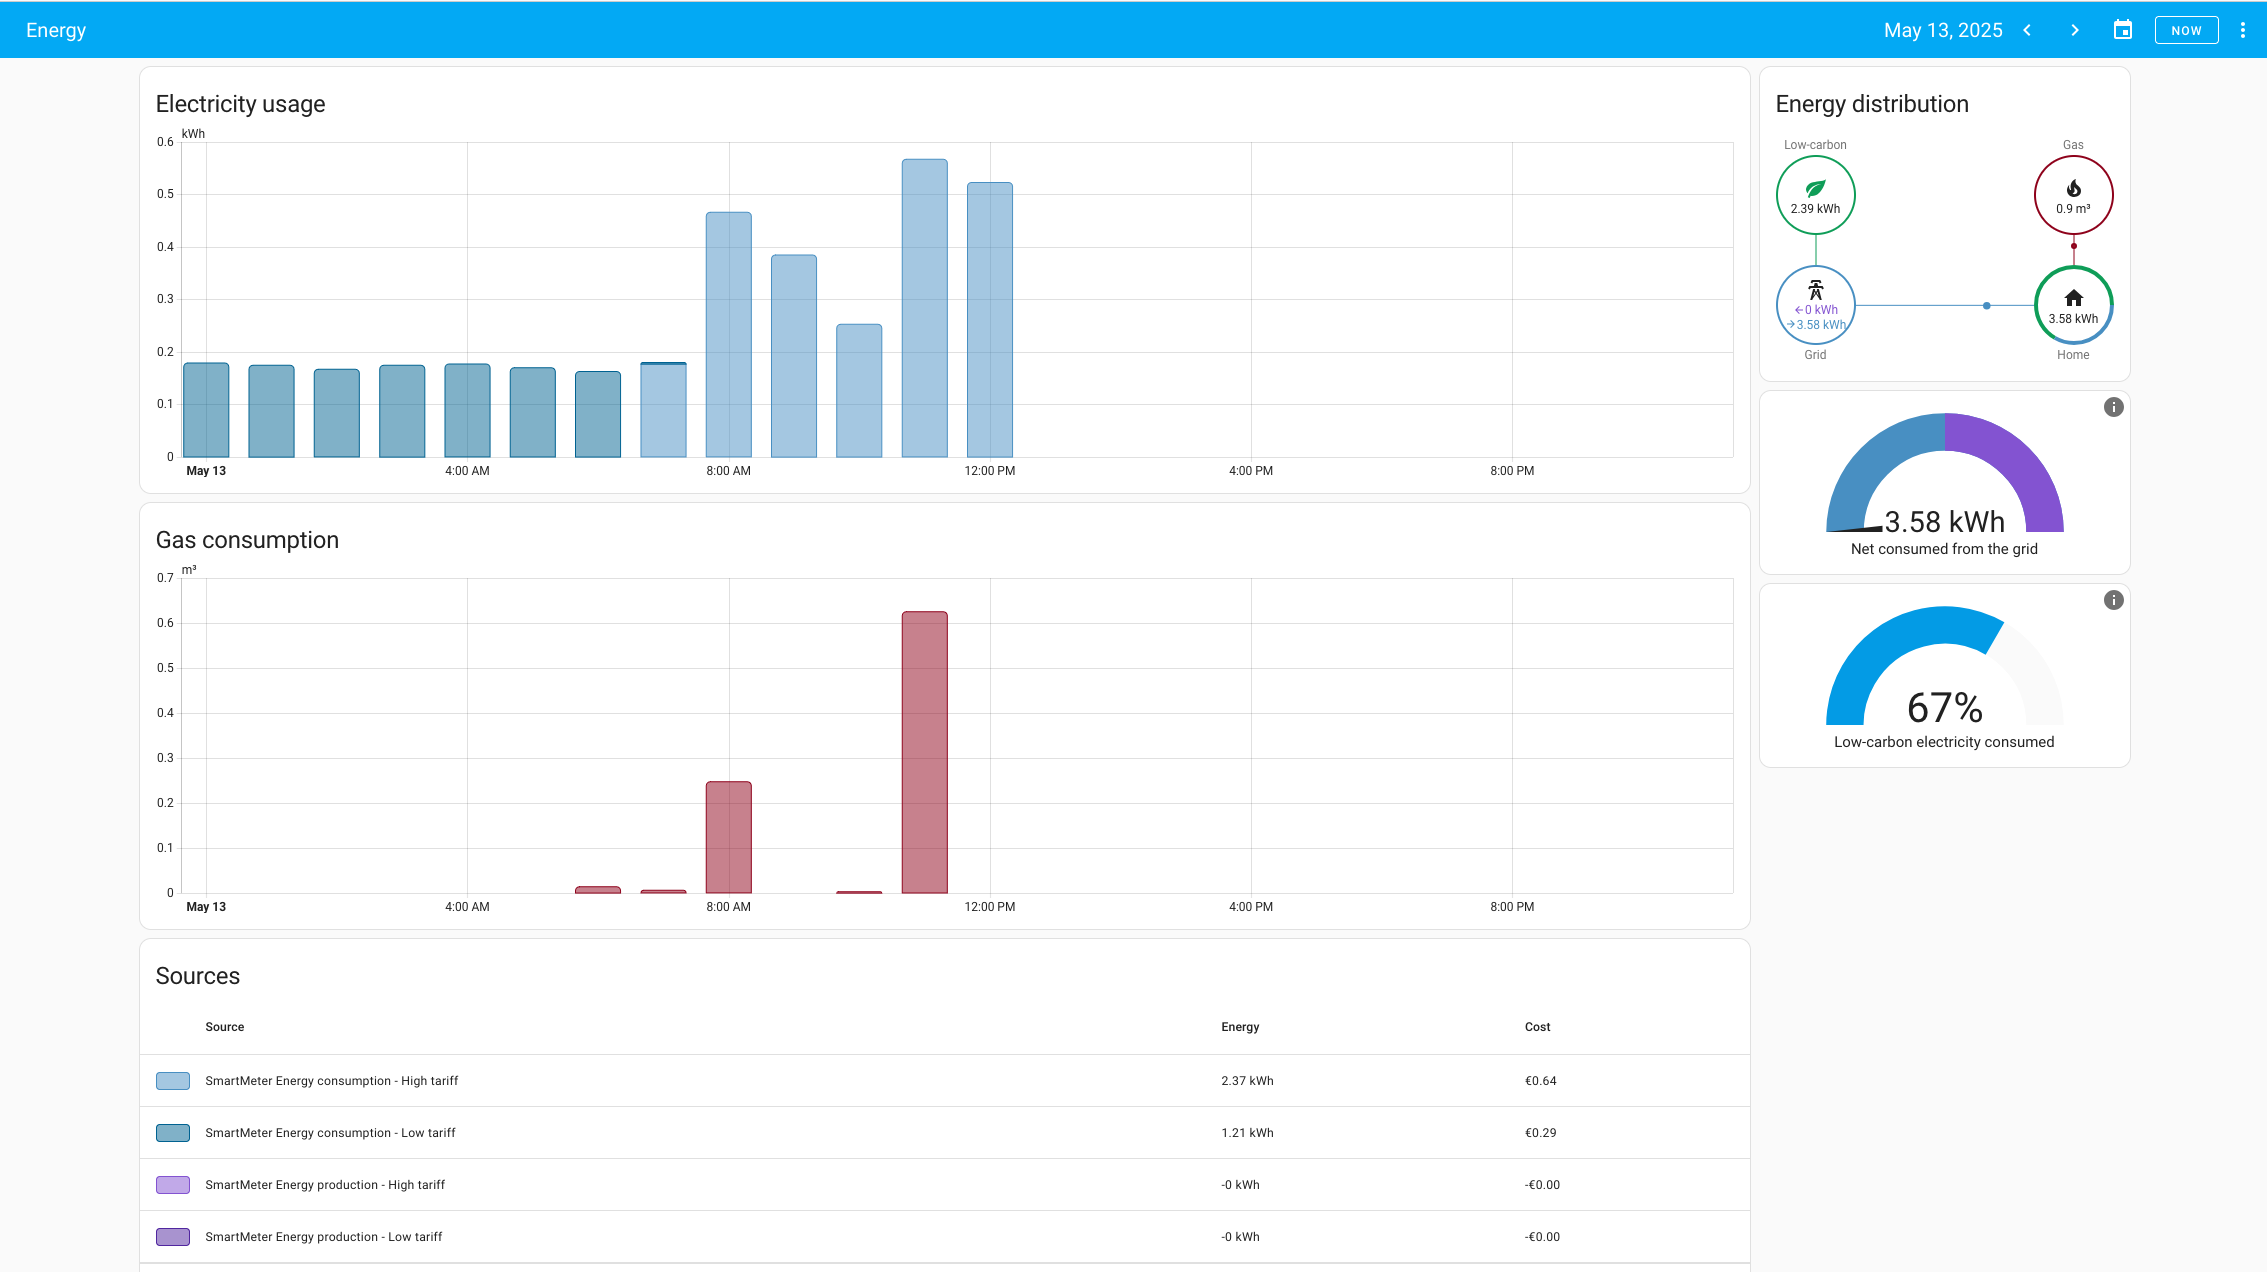 Energy
May 13, 2025
NOW
Electricity usage
kWh
0.6
0.5
0.4
0.3
0.2
0.1
0
May 13 4:00 AM 8:00 AM 12:00 PM 4:00 PM 8:00 PM
Gas consumption
m³
0.7
0.6
0.5
0.4
0.3
0.2
0.1
0
May 13 4:00 AM 8:00 AM 12:00 PM 4:00 PM 8:00 PM
Sources
Source Energy Cost
SmartMeter Energy consumption - High tariff 2.37 kWh €0.64
SmartMeter Energy consumption - Low tariff 1.21 kWh €0.29
SmartMeter Energy production - High tariff -0 kWh -€0.00
SmartMeter Energy production - Low tariff -0 kWh -€0.00
Energy distribution
Low-carbon Gas
2.39 kWh 0.9 m³
←0 kWh
→3.58 kWh 3.58 kWh
Grid Home
3.58 kWh
Net consumed from the grid
67%
Low-carbon electricity consumed